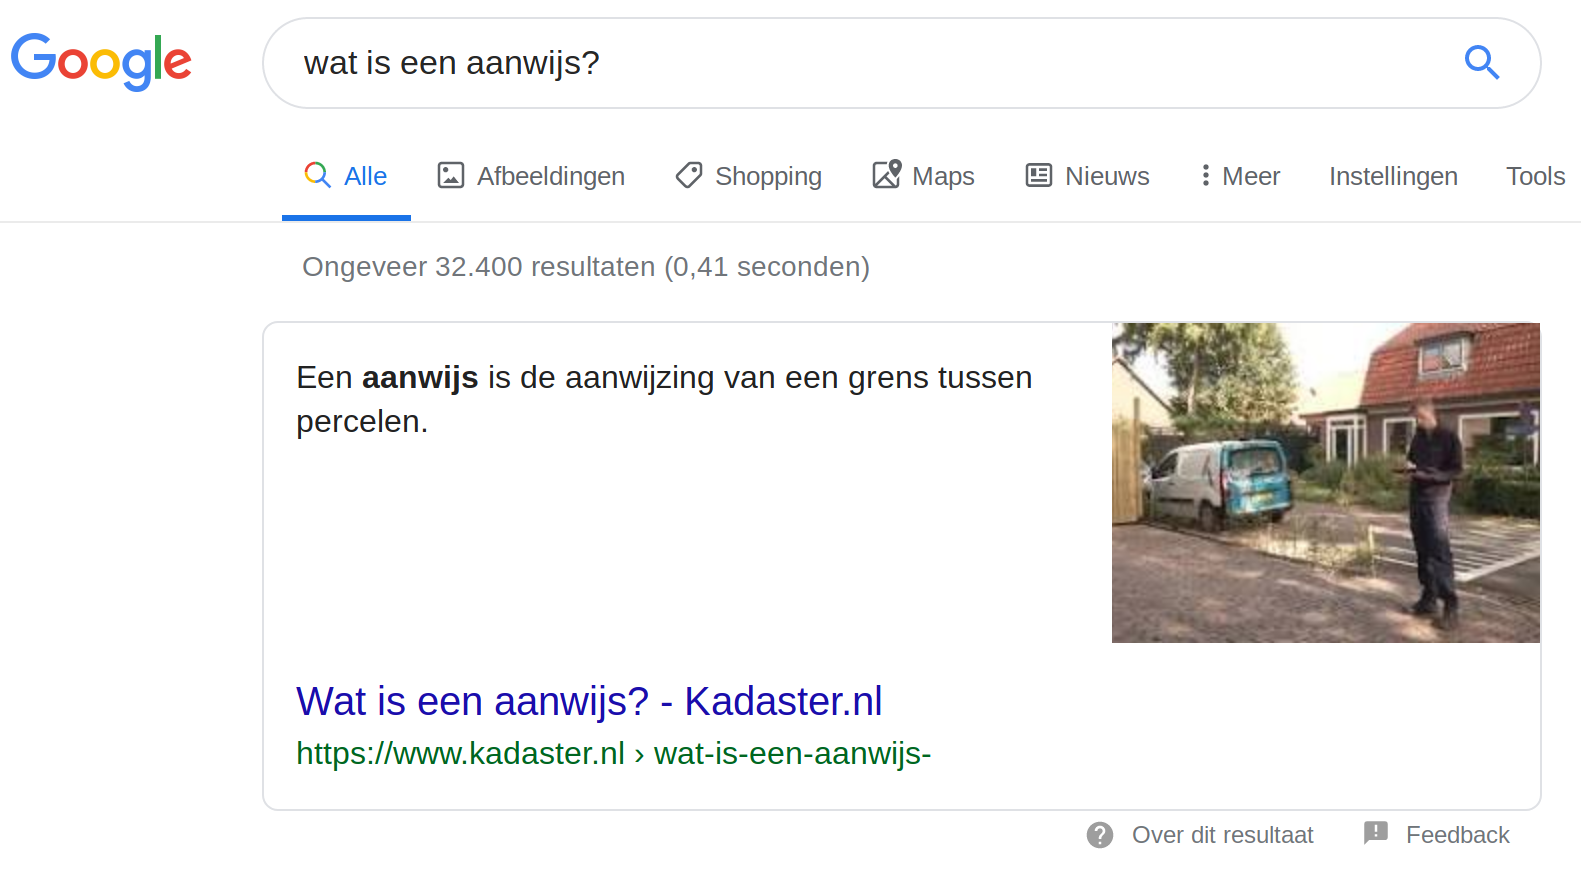 Google
wat is een aanwijs?
Alle Afbeeldingen Shopping Maps Nieuws Meer Instellingen Tools
Ongeveer 32.400 resultaten (0,41 seconden)
Een aanwijs is de aanwijzing van een grens tussen
percelen.
Wat is een aanwijs? - Kadaster.nl
https://www.kadaster.nl › wat-is-een-aanwijs-
Over dit resultaat Feedback